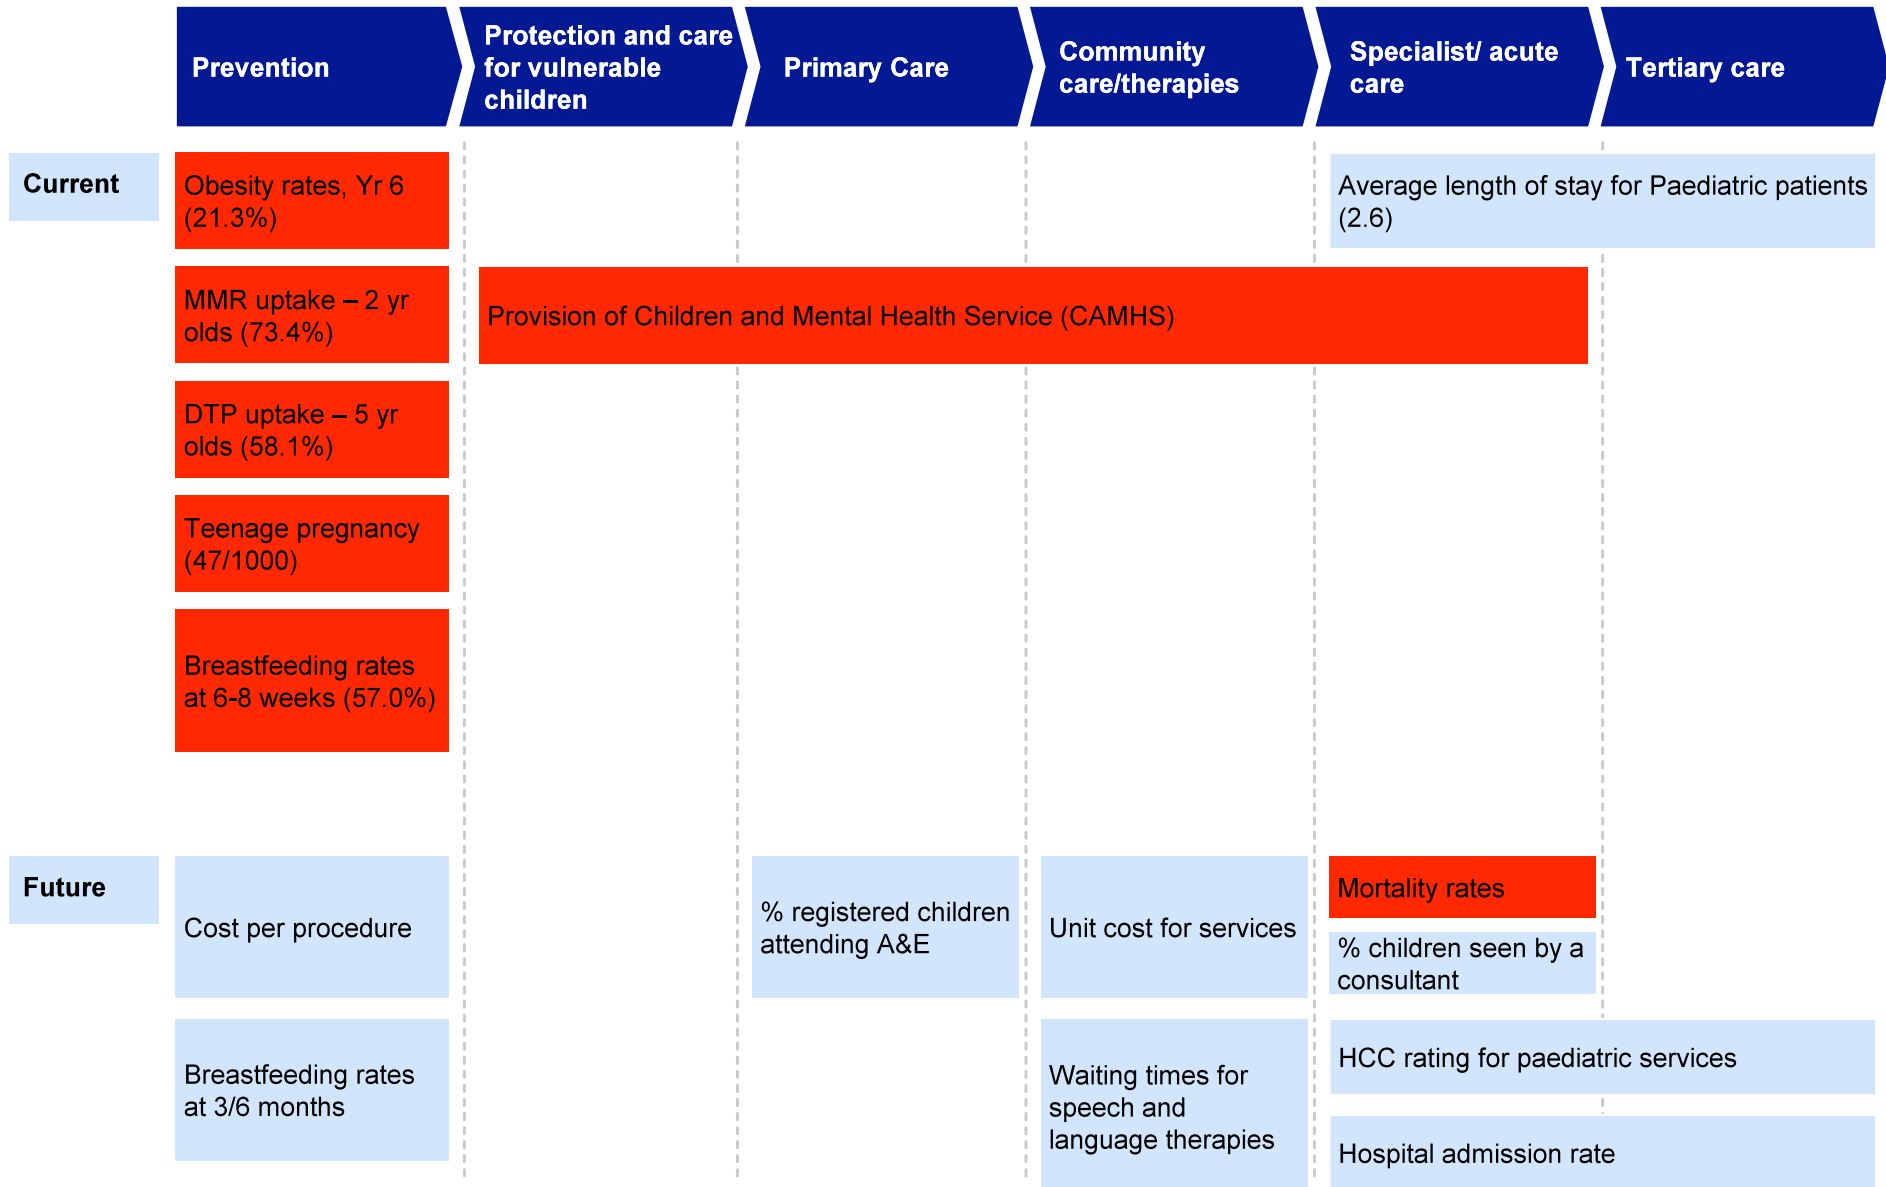 Prevention
Protection and care
for vulnerable
children
Primary Care
Community
care/therapies
Specialist/ acute
care
Tertiary care
Current
Obesity rates, Yr 6
(21.3%)
Average length of stay for Paediatric patients
(2.6)
MMR uptake – 2 yr
olds (73.4%)
Provision of Children and Mental Health Service (CAMHS)
DTP uptake – 5 yr
olds (58.1%)
Teenage pregnancy
(47/1000)
Breastfeeding rates
at 6-8 weeks (57.0%)
Future
Cost per procedure
% registered children
attending A&E
Unit cost for services
Mortality rates
% children seen by a
consultant
Breastfeeding rates
at 3/6 months
Waiting times for
speech and
language therapies
HCC rating for paediatric services
Hospital admission rate